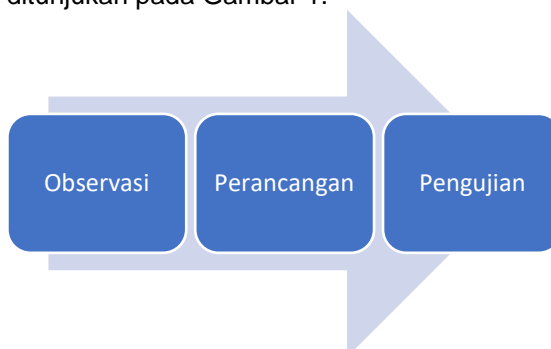 ditunjukan pada Gambar 1.
Observasi
Perancangan
Pengujian